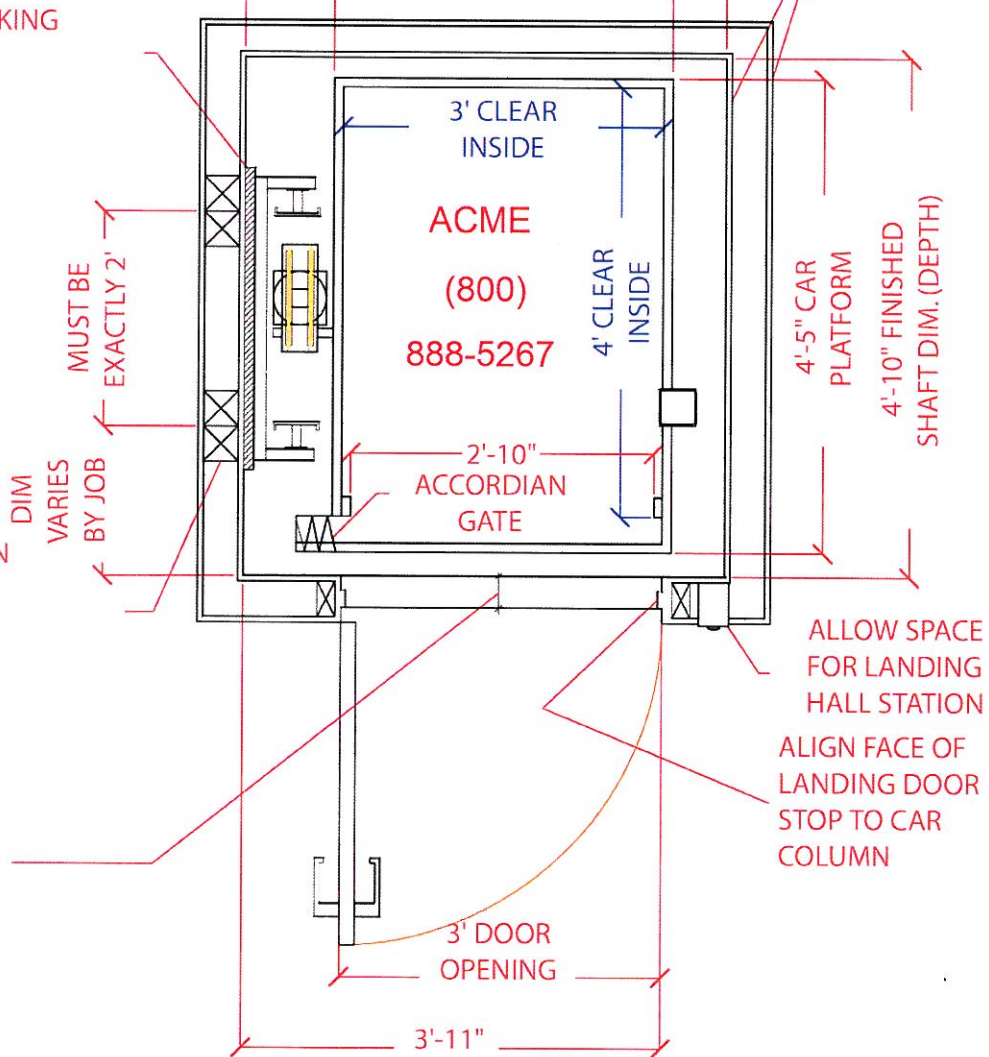 KING
3' CLEAR
INSIDE
ACME
(800)
888-5267
4' CLEAR
INSIDE
MUST BE
EXACTLY 2'
DIM
VARIES
BY JOB
2'-10"
ACCORDIAN
GATE
4'-5" CAR
PLATFORM
4'-10" FINISHED
SHAFT DIM. (DEPTH)
ALLOW SPACE
FOR LANDING
HALL STATION
ALIGN FACE OF
LANDING DOOR
STOP TO CAR
COLUMN
3' DOOR
OPENING
3'-11"